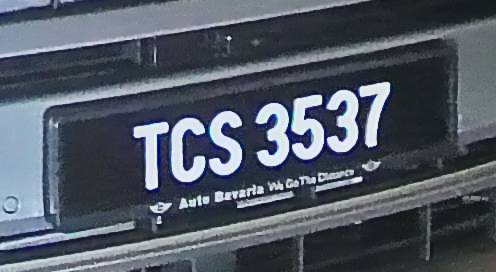 TCS 3537
Auto Bavaria We Go The Distance